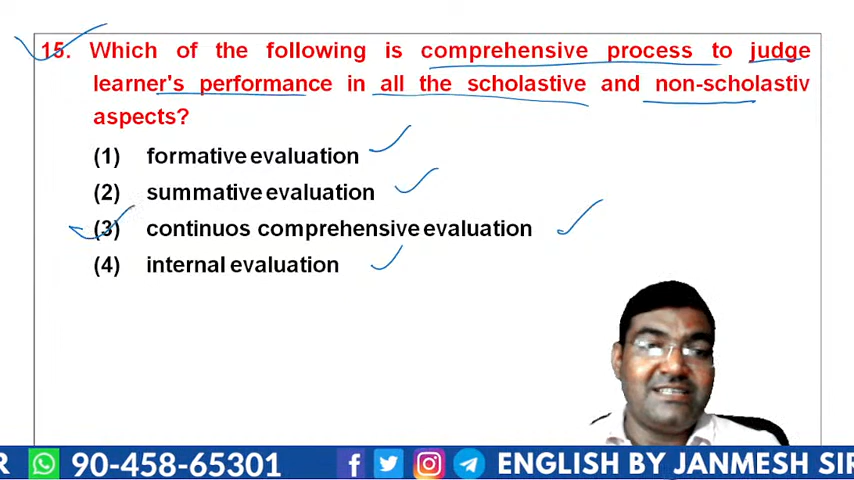 15. Which of the following is comprehensive process to judge
learner's performance in all the scholastive and non-scholastiv
aspects?
(1) formative evaluation
(2) summative evaluation
(3) continuos comprehensive evaluation
(4) internal evaluation
R 90-458-65301 f ENGLISH BY JANMESH SIR